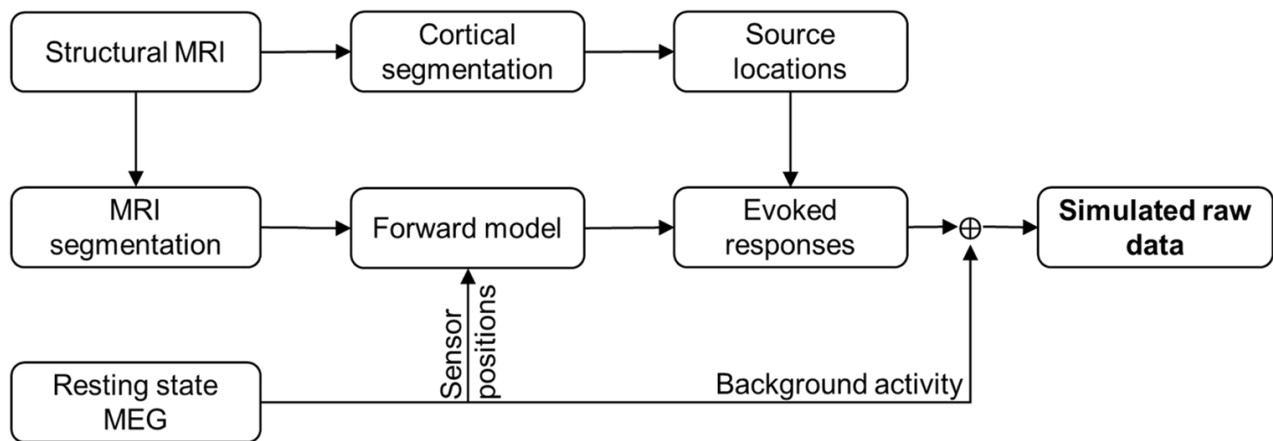 Structural MRI
Cortical
segmentation
Source
locations
MRI
segmentation
Forward model
Evoked
responses
Simulated raw
data
Sensor
positions
Resting state
MEG
Background activity